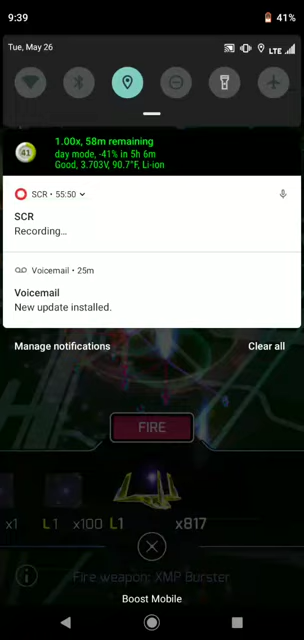 9:39
41%
Tue, May 26
LTE
41
1.00x, 58m remaining
day mode, -41% in 5h 6m
Good, 3.703V, 90.7°F, Li-ion
SCR • 55:50
SCR
Recording…
Voicemail • 25m
Voicemail
New update installed.
Manage notifications
Clear all
FIRE
x1
L1
x100
L1
x817
Fire weapon: XMP Burster
Boost Mobile